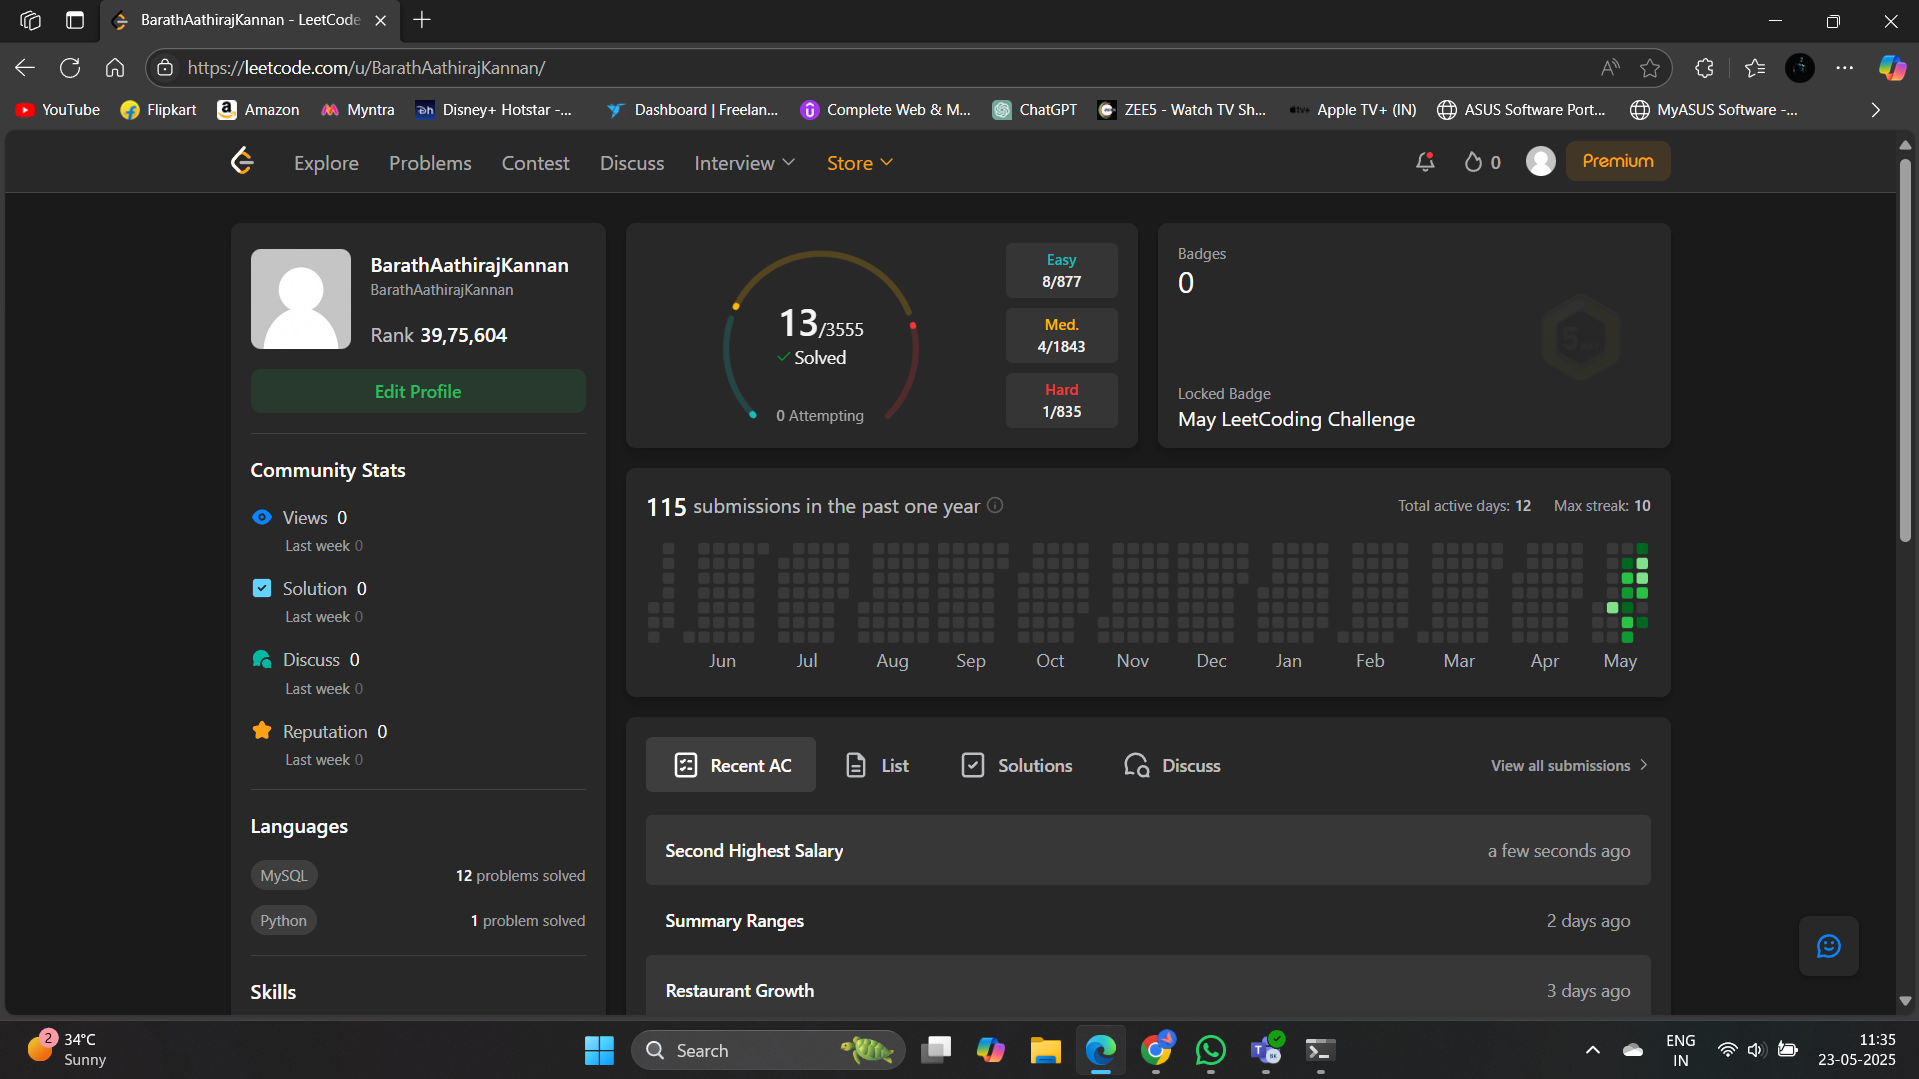 BarathAathirajKannan - LeetCode
https://leetcode.com/u/BarathAathirajKannan/
YouTube
Flipkart
Amazon
Myntra
Disney+ Hotstar -...
Dashboard | Freelan...
Complete Web & M...
ChatGPT
ZEE5 - Watch TV Sh...
Apple TV+ (IN)
ASUS Software Port...
MyASUS Software -...
Explore
Problems
Contest
Discuss
Interview
Store
0
Premium
BarathAathirajKannan
BarathAathirajKannan
Rank 39,75,604
Edit Profile
Community Stats
Views 0
Last week 0
Solution 0
Last week 0
Discuss 0
Last week 0
Reputation 0
Last week 0
Languages
MySQL 12 problems solved
Python 1 problem solved
Skills
13/3555
Solved
0 Attempting
Easy
8/877
Med.
4/1843
Hard
1/835
Badges
0
Locked Badge
May LeetCoding Challenge
115 submissions in the past one year
Total active days: 12 Max streak: 10
Jun Jul Aug Sep Oct Nov Dec Jan Feb Mar Apr May
Recent AC
List
Solutions
Discuss
View all submissions
Second Highest Salary a few seconds ago
Summary Ranges 2 days ago
Restaurant Growth 3 days ago
2
34°C
Sunny
Search
ENG
IN
11:35
23-05-2025